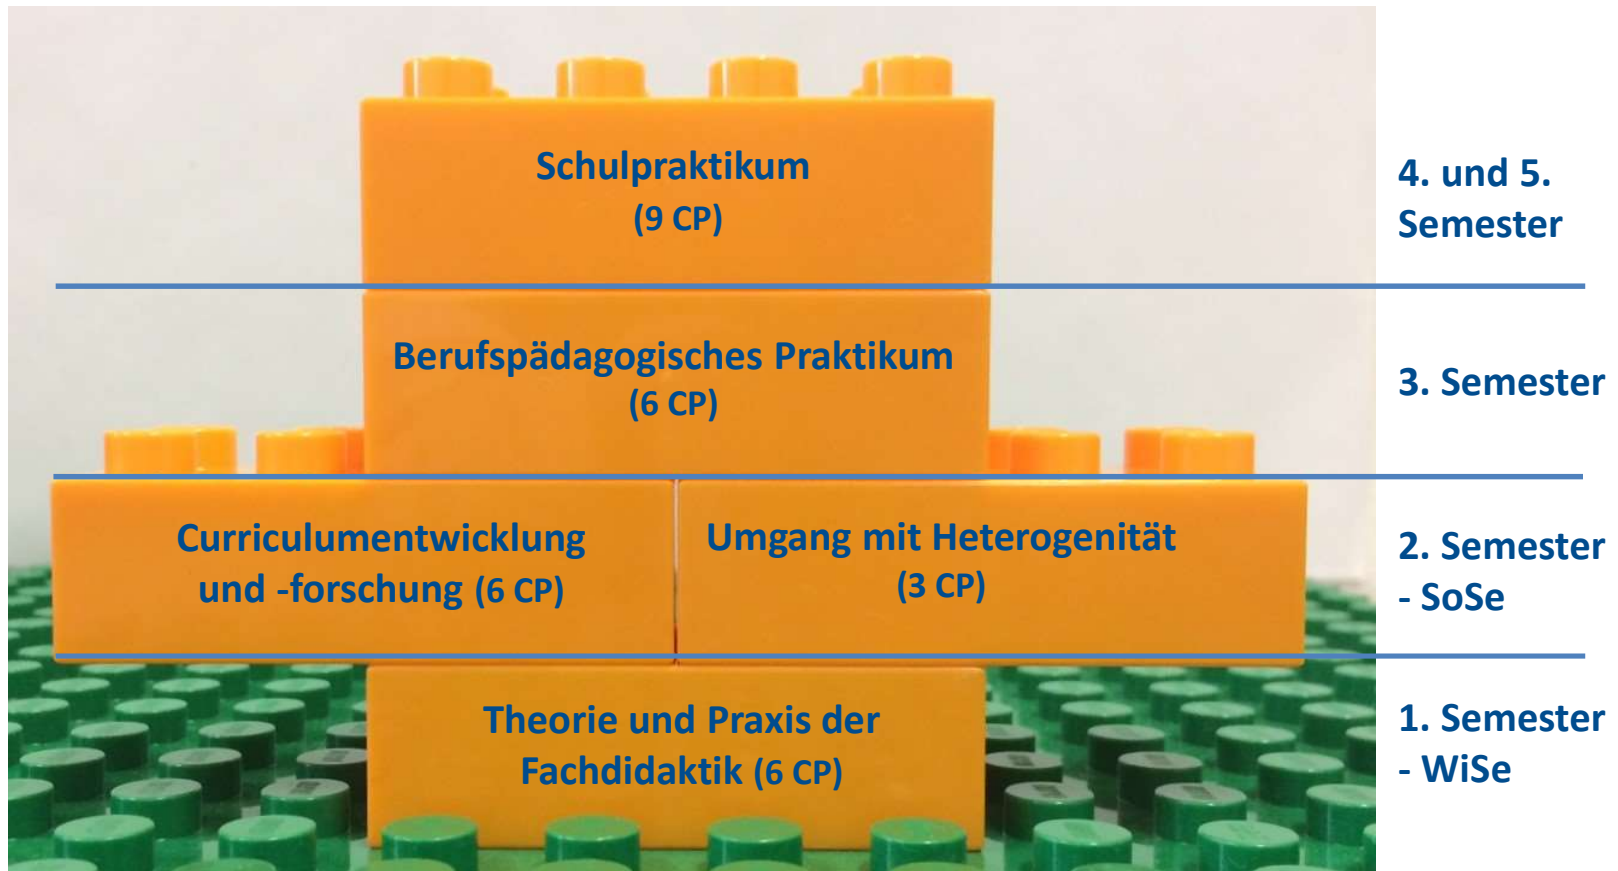 Schulpraktikum
(9 CP)
4. und 5.
Semester
Berufspädagogisches Praktikum
(6 CP)
3. Semester
Curriculumentwicklung
und -forschung (6 CP)
Umgang mit Heterogenität
(3 CP)
2. Semester
- SoSe
Theorie und Praxis der
Fachdidaktik (6 CP)
1. Semester
- WiSe